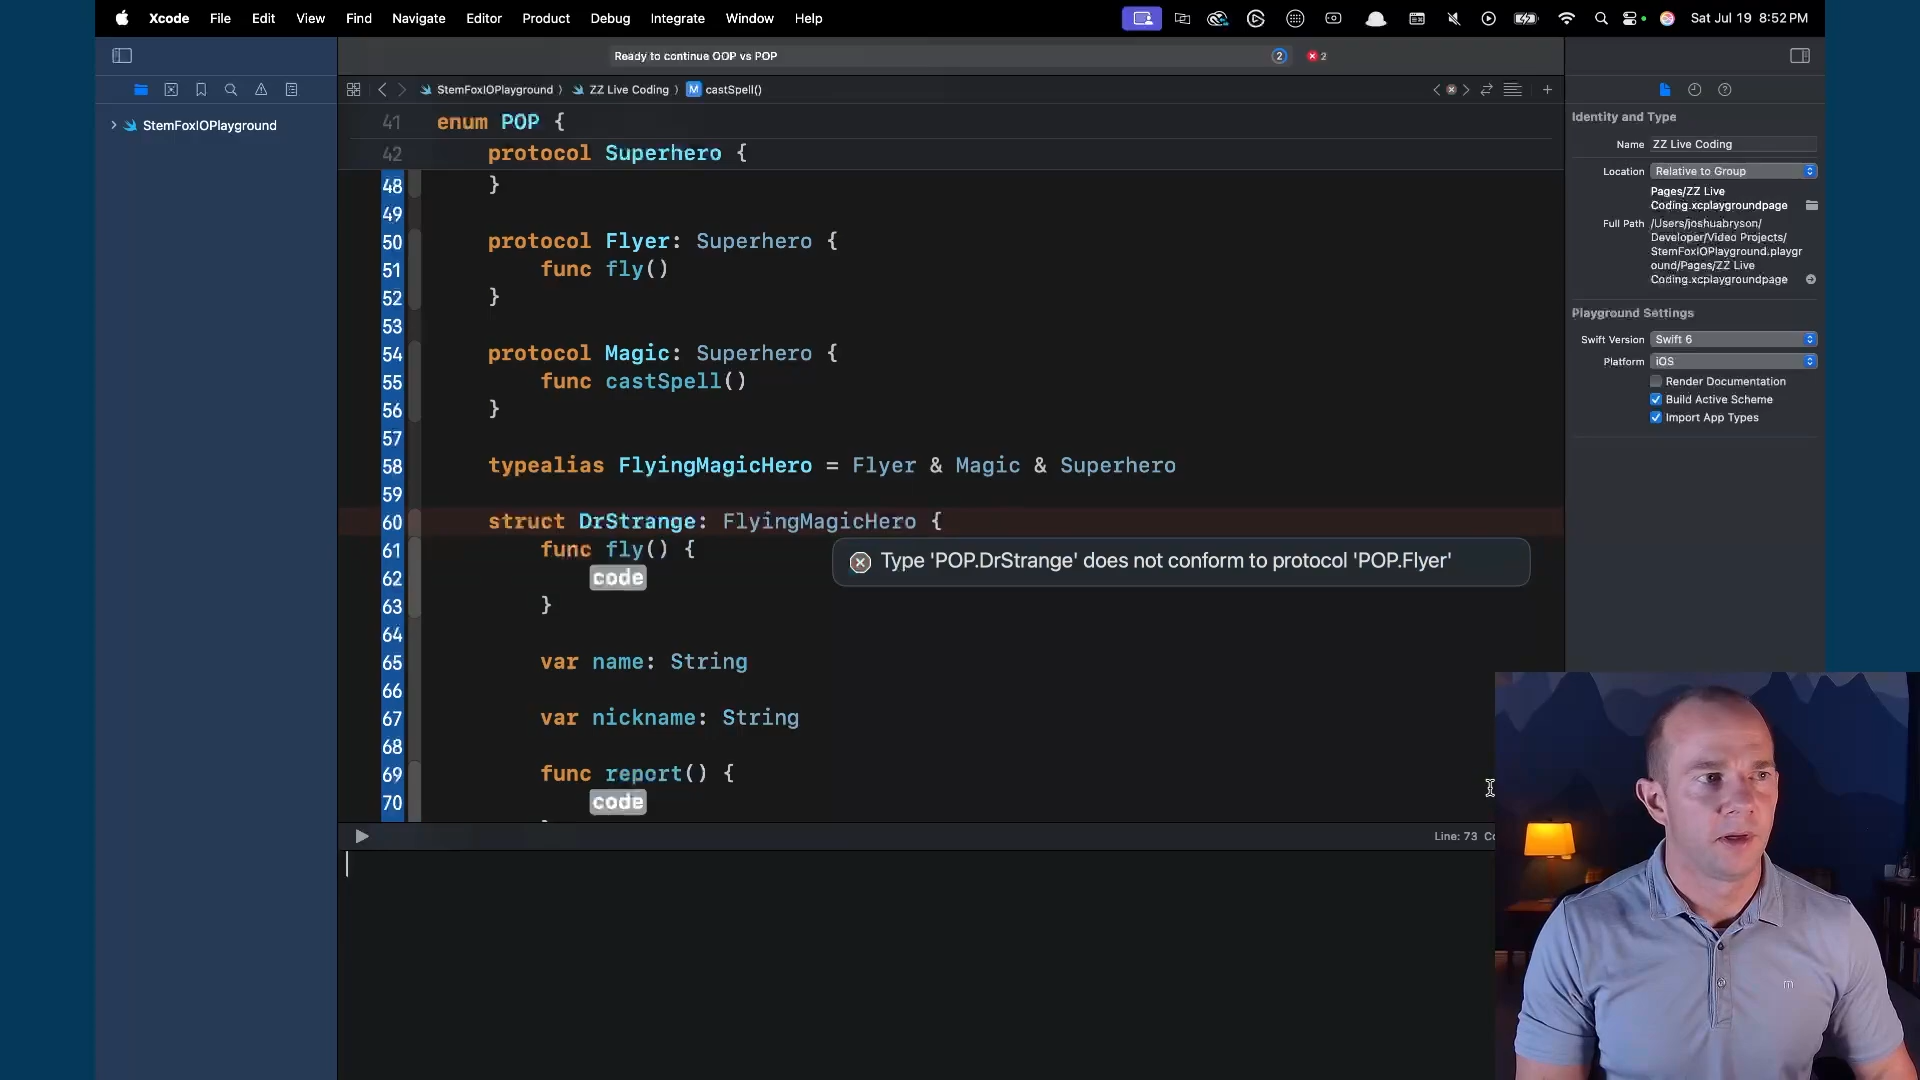 Xcode File Edit View Find Navigate Editor Product Debug Integrate Window Help
Sat Jul 19 8:52 PM
Ready to continue OOP vs POP
2
2
StemFoxIOPlayground
ZZ Live Coding
M castSpell()
StemFoxIOPlayground
41 enum POP {
42 protocol Superhero {
48 }
49
50 protocol Flyer: Superhero {
51 func fly()
52 }
53
54 protocol Magic: Superhero {
55 func castSpell()
56 }
57
58 typealias FlyingMagicHero = Flyer & Magic & Superhero
59
60 struct DrStrange: FlyingMagicHero {
Type 'POP.DrStrange' does not conform to protocol 'POP.Flyer'
61 func fly() {
62 code
63 }
64
65 var name: String
66
67 var nickname: String
68
69 func report() {
70 code
Line: 73
Identity and Type
Name ZZ Live Coding
Location Relative to Group
Pages/ZZ Live
Coding.xcplaygroundpage
Full Path /Users/joshuabryson/
Developer/Video Projects/
StemFoxIOPlayground.playgr
ound/Pages/ZZ Live
Coding.xcplaygroundpage
Playground Settings
Swift Version Swift 6
Platform iOS
Render Documentation
Build Active Scheme
Import App Types